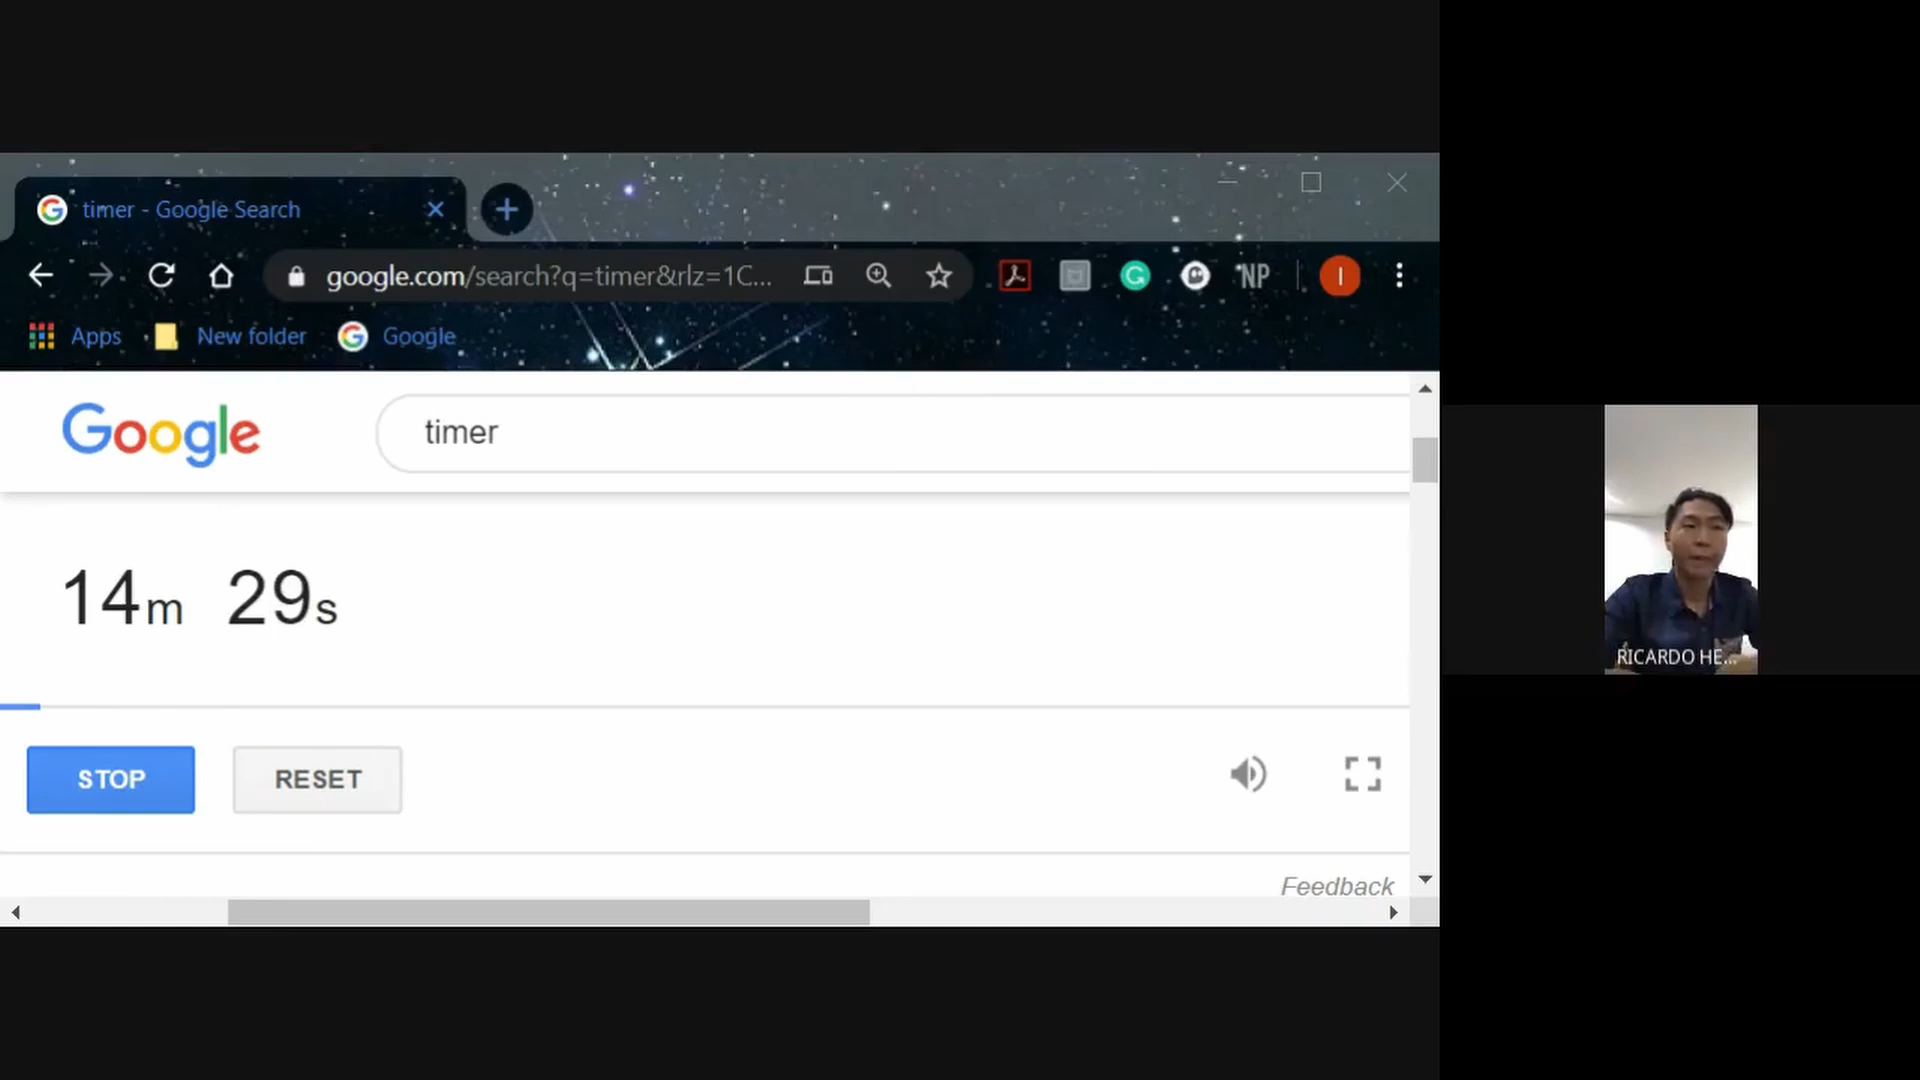 timer - Google Search
google.com/search?q=timer&rlz=1C...
NP
I
Apps
New folder
Google
Google
timer
14m 29s
STOP
RESET
Feedback
RICARDO HE...